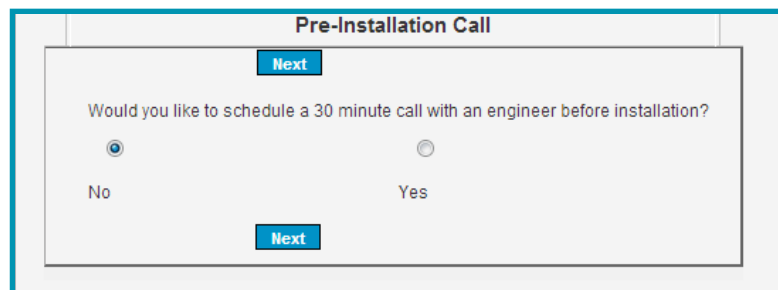 Pre-Installation Call
Next
Would you like to schedule a 30 minute call with an engineer before installation?
No Yes
Next